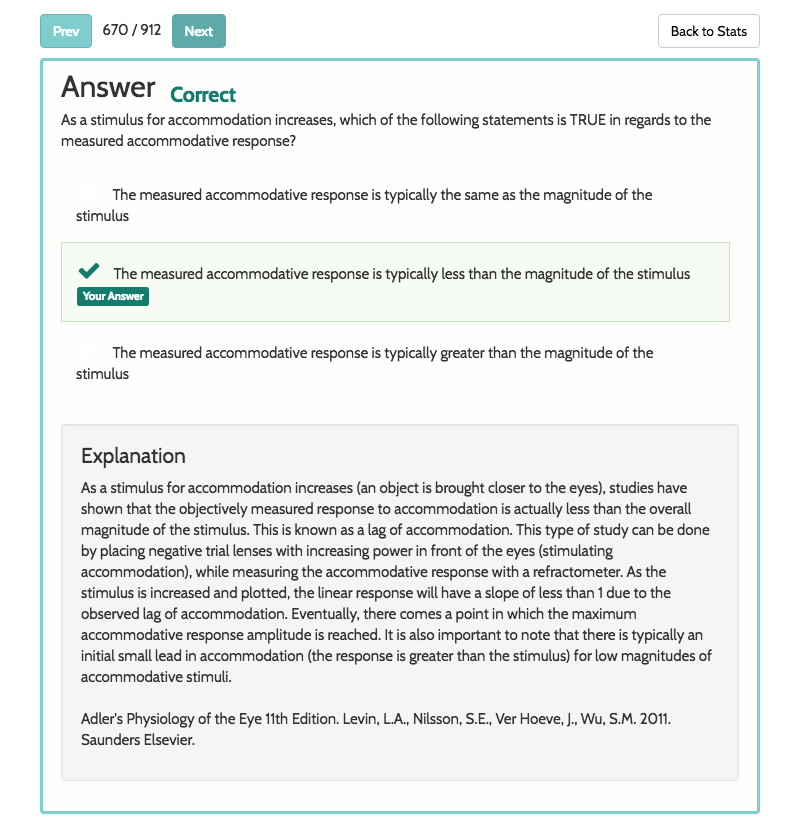 Prev 670 / 912 Next Back to Stats
Answer Correct
As a stimulus for accommodation increases, which of the following statements is TRUE in regards to the
measured accommodative response?
The measured accommodative response is typically the same as the magnitude of the
stimulus
The measured accommodative response is typically less than the magnitude of the stimulus
Your Answer
The measured accommodative response is typically greater than the magnitude of the
stimulus
Explanation
As a stimulus for accommodation increases (an object is brought closer to the eyes), studies have
shown that the objectively measured response to accommodation is actually less than the overall
magnitude of the stimulus. This is known as a lag of accommodation. This type of study can be done
by placing negative trial lenses with increasing power in front of the eyes (stimulating
accommodation), while measuring the accommodative response with a refractometer. As the
stimulus is increased and plotted, the linear response will have a slope of less than 1 due to the
observed lag of accommodation. Eventually, there comes a point in which the maximum
accommodative response amplitude is reached. It is also important to note that there is typically an
initial small lead in accommodation (the response is greater than the stimulus) for low magnitudes of
accommodative stimuli.
Adler's Physiology of the Eye 11th Edition. Levin, L.A., Nilsson, S.E., Ver Hoeve, J., Wu, S.M. 2011.
Saunders Elsevier.